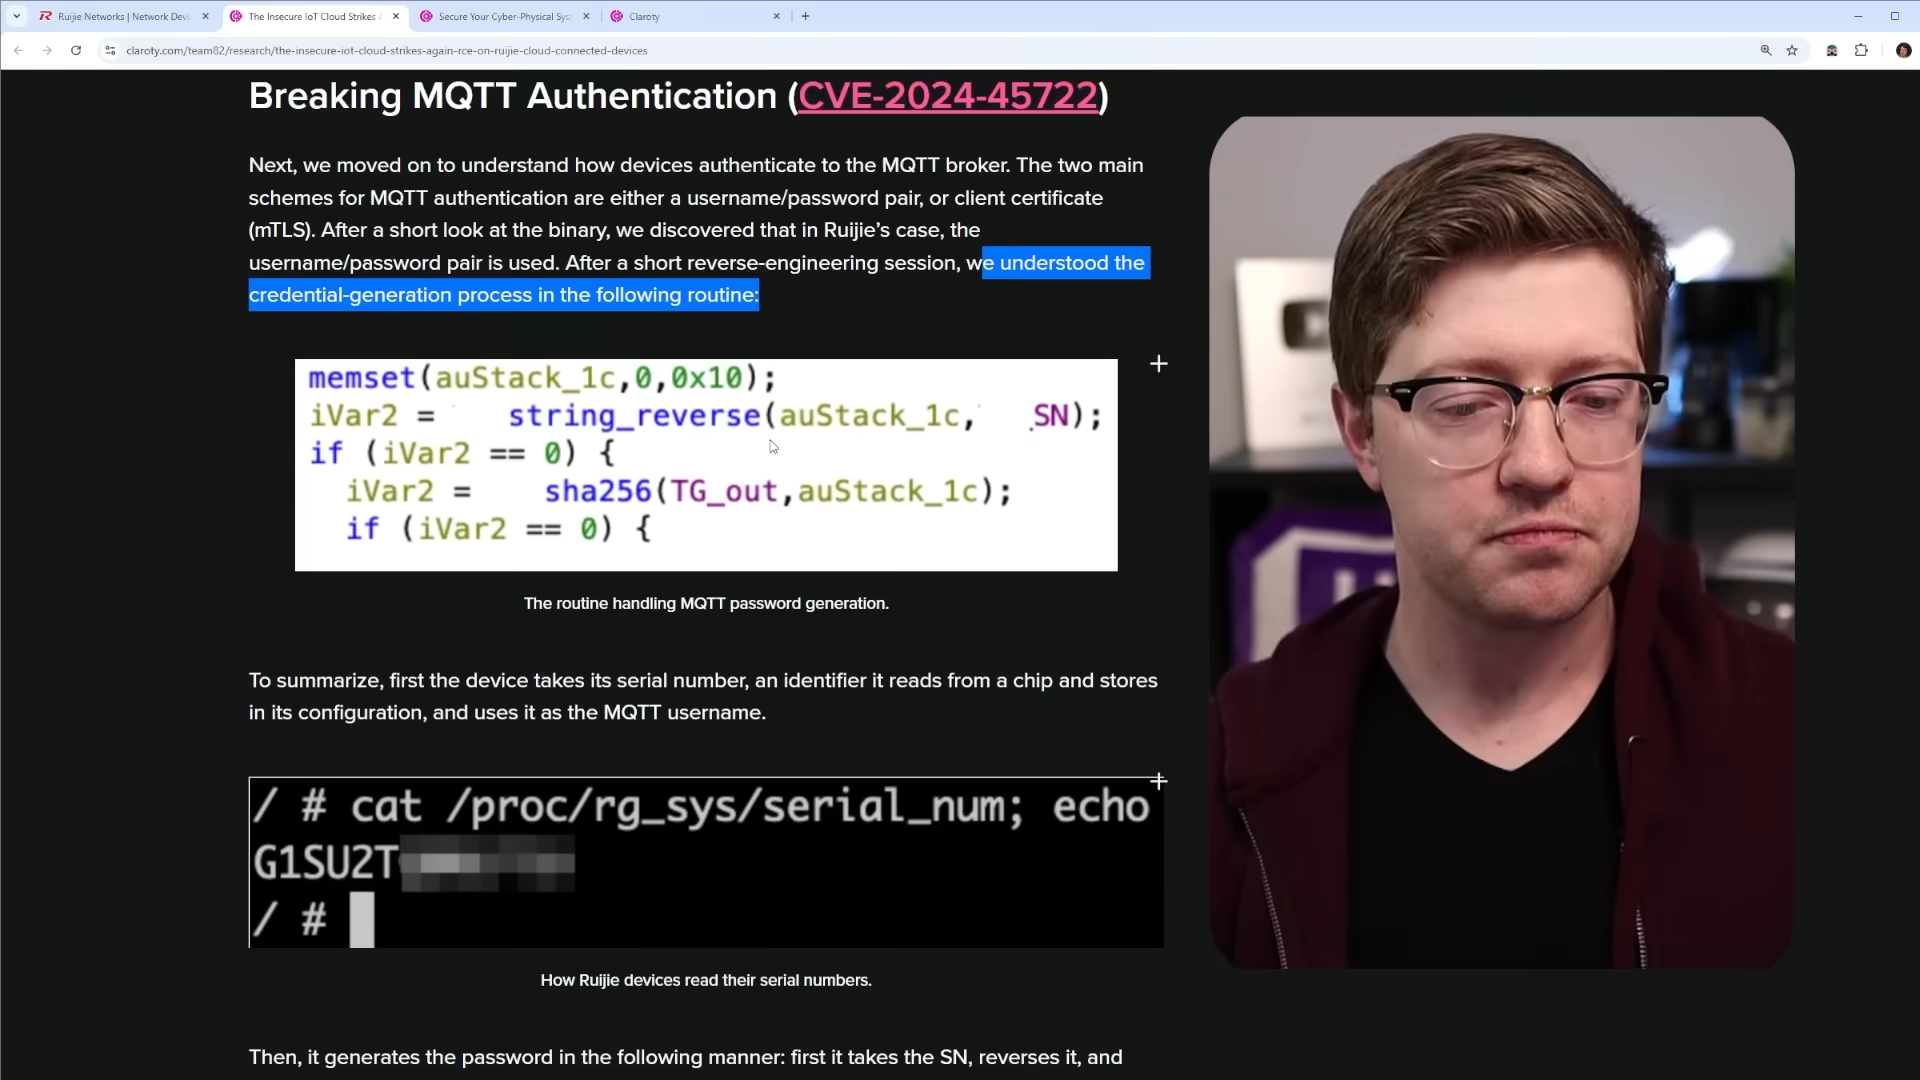 Ruijie Networks | Network Devi
The Insecure IoT Cloud Strikes A
Secure Your Cyber-Physical Sys
Claroty
claroty.com/team82/research/the-insecure-iot-cloud-strikes-again-rce-on-ruijie-cloud-connected-devices
Breaking MQTT Authentication (CVE-2024-45722)
Next, we moved on to understand how devices authenticate to the MQTT broker. The two main
schemes for MQTT authentication are either a username/password pair, or client certificate
(mTLS). After a short look at the binary, we discovered that in Ruijie’s case, the
username/password pair is used. After a short reverse-engineering session, we understood the
credential-generation process in the following routine:
memset(auStack_1c,0,0x10);
iVar2 = string_reverse(auStack_1c, SN);
if (iVar2 == 0) {
iVar2 = sha256(TG_out,auStack_1c);
if (iVar2 == 0) {
The routine handling MQTT password generation.
To summarize, first the device takes its serial number, an identifier it reads from a chip and stores
in its configuration, and uses it as the MQTT username.
/ # cat /proc/rg_sys/serial_num; echo
G1SU2T
/ #
How Ruijie devices read their serial numbers.
Then, it generates the password in the following manner: first it takes the SN, reverses it, and